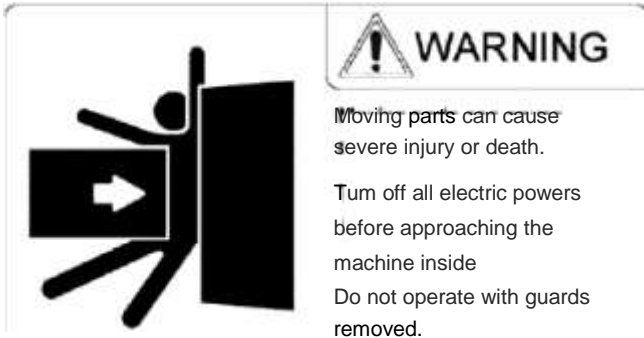 WARNING
Moving parts can cause
severe injury or death.
Tum off all electric powers
before approaching the
machine inside
Do not operate with guards
removed.